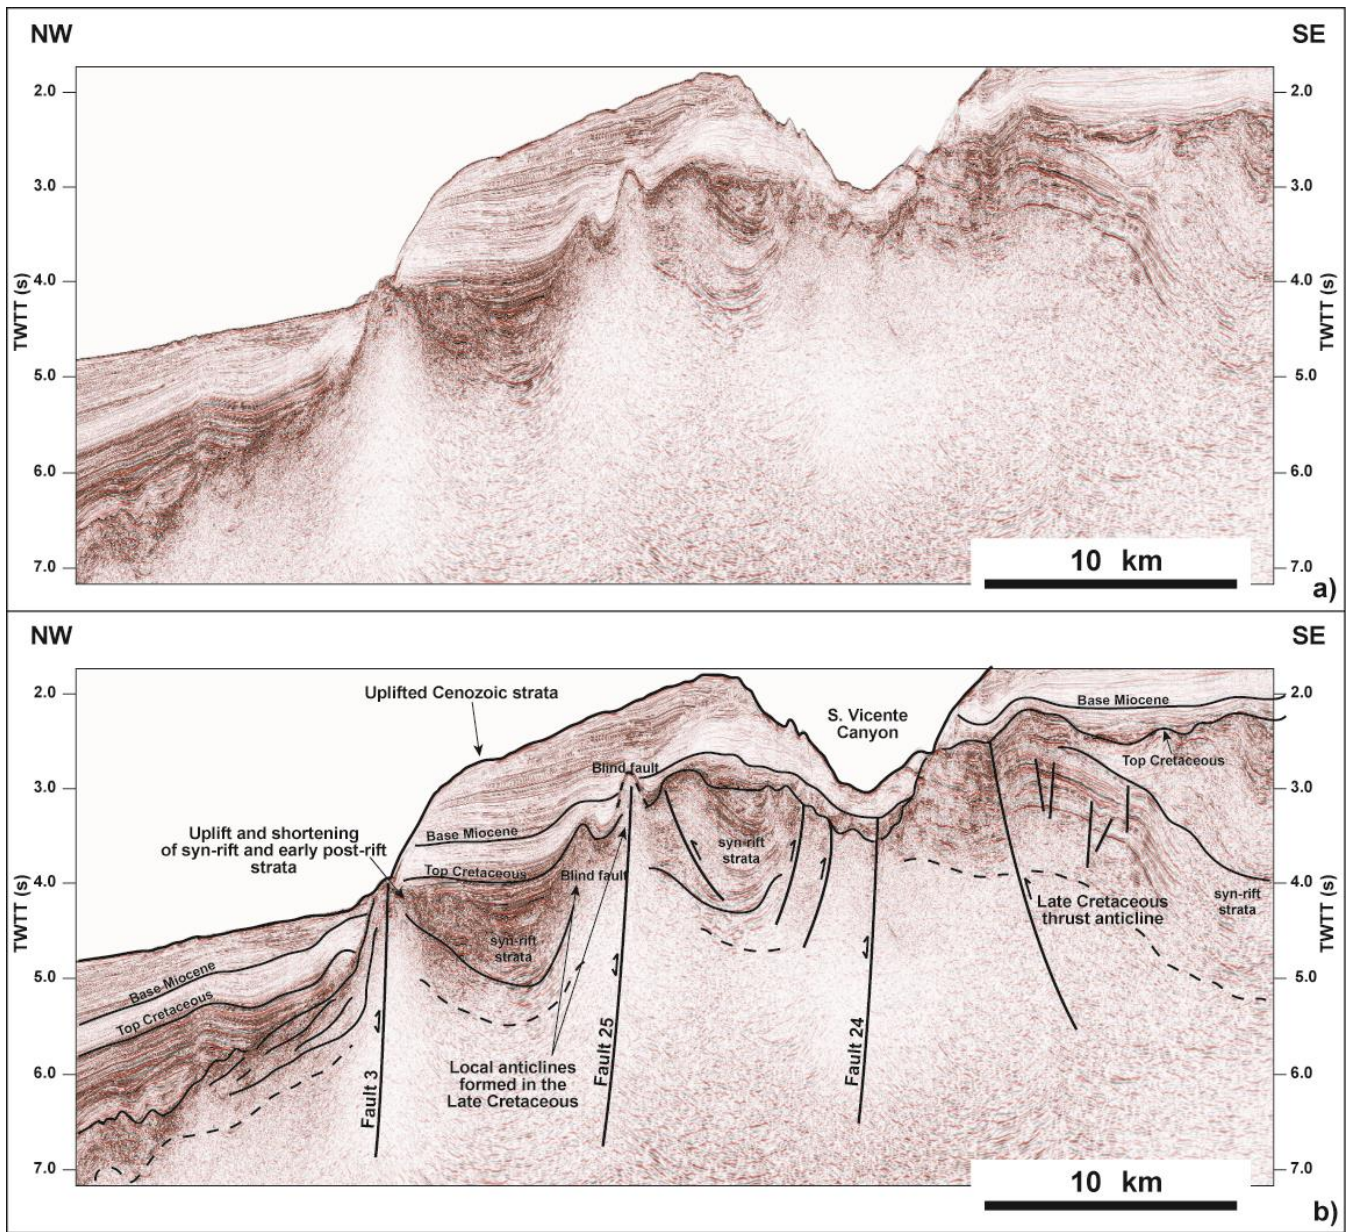 NW
SE
2.0
2.0
3.0
3.0
4.0
4.0
TWTT (s)
TWTT (s)
5.0
5.0
6.0
6.0
7.0
7.0
10 km
a)
NW
SE
2.0
2.0
Uplifted Cenozoic strata
Base Miocene
S. Vicente
Canyon
Top Cretaceous
Blind fault
3.0
3.0
Uplift and shortening
of syn-rift and early post-rift
strata
Base Miocene
syn-rift
strata
Top Cretaceous
Blind fault
4.0
4.0
TWTT (s)
TWTT (s)
Late Cretaceous
thrust anticline
syn-rift
strata
syn-rift
strata
Base Miocene
5.0
5.0
Top Cretaceous
Fault 3
Local anticlines
formed in the
Late Cretaceous
Fault 25
Fault 24
6.0
6.0
7.0
7.0
10 km
b)